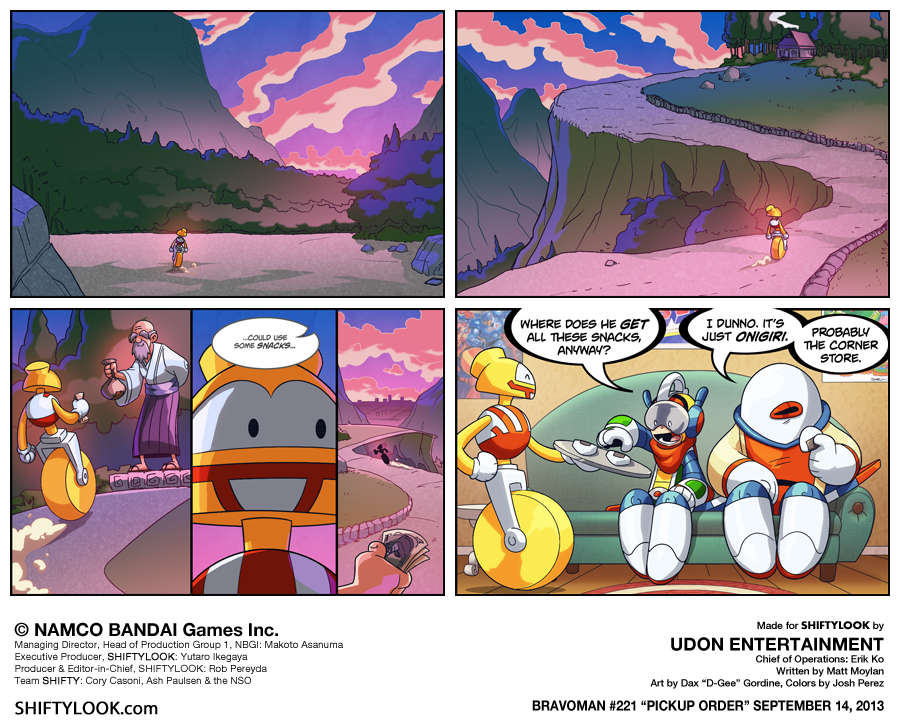 ...COULD USE
SOME SNACKS...
WHERE DOES HE GET
ALL THESE SNACKS,
ANYWAY?
I DUNNO. IT'S
JUST ONIGIRI.
PROBABLY
THE CORNER
STORE.
© NAMCO BANDAI Games Inc.
Managing Director, Head of Production Group 1, NBGI: Makoto Asanuma
Executive Producer, SHIFTYLOOK: Yutaro Ikegaya
Producer & Editor-in-Chief, SHIFTYLOOK: Rob Pereyda
Team SHIFTY: Cory Casoni, Ash Paulsen & the NSO
SHIFTYLOOK.com
Made for SHIFTYLOOK by
UDON ENTERTAINMENT
Chief of Operations: Erik Ko
Written by Matt Moylan
Art by Dax “D-Gee” Gordine, Colors by Josh Perez
BRAVOMAN #221 “PICKUP ORDER” SEPTEMBER 14, 2013